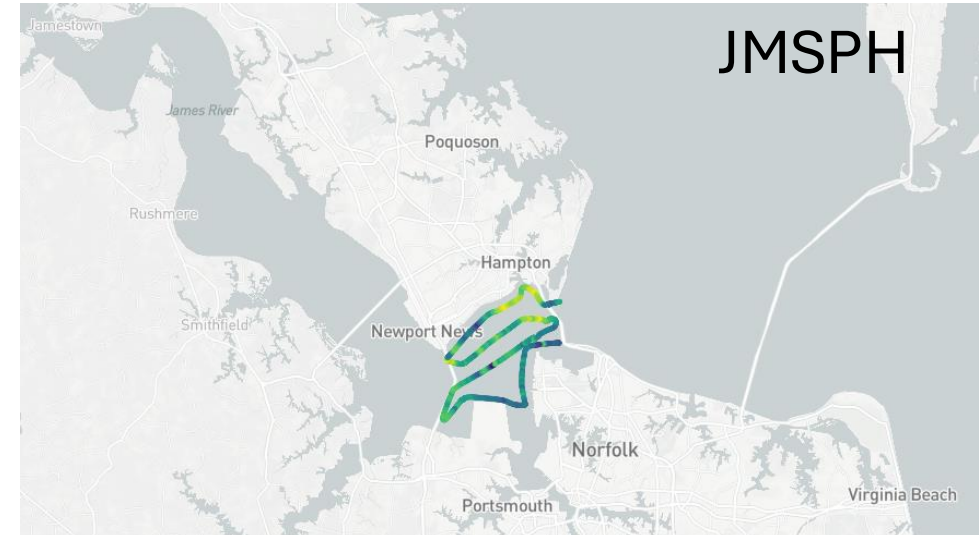 Jamestown
JMSPH
James River
Poquoson
Rushmere
Hampton
Smithfield
Newport News
Norfolk
Virginia Beach
Portsmouth